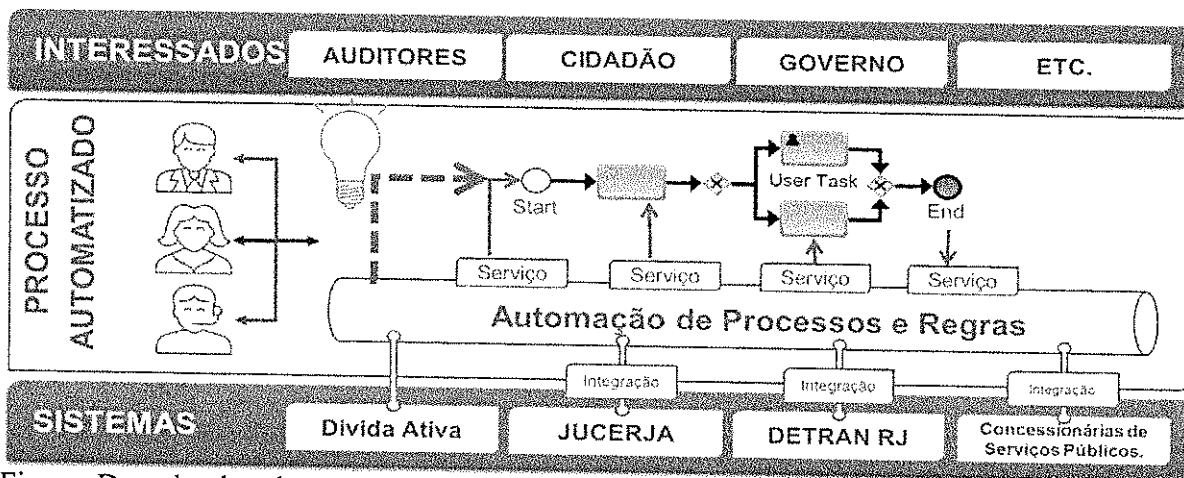 INTERESSADOS
AUDITORES
CIDADÃO
GOVERNO
ETC.
PROCESSO
AUTOMATIZADO
Start
User Task
End
Serviço
Serviço
Serviço
Serviço
Automação de Processos e Regras
Integração
Integração
Integração
SISTEMAS
Divida Ativa
JUCERJA
DETRAN RJ
Concessionárias de
Serviços Públicos.